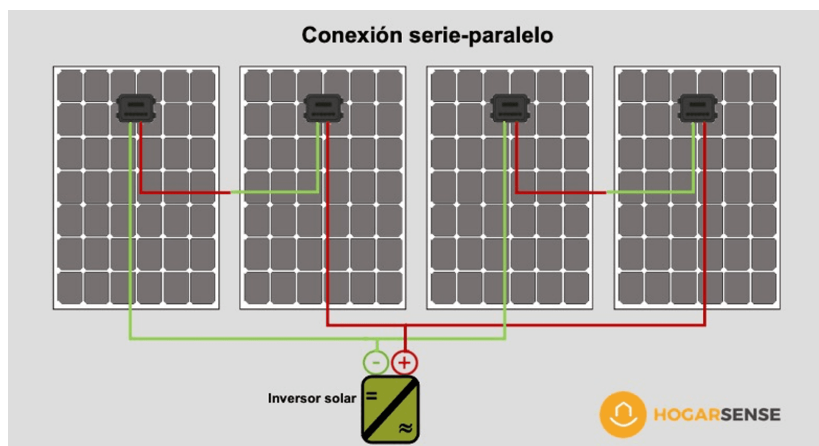 Conexión serie-paralelo
- +
Inversor solar
=
≈
HOGARSENSE